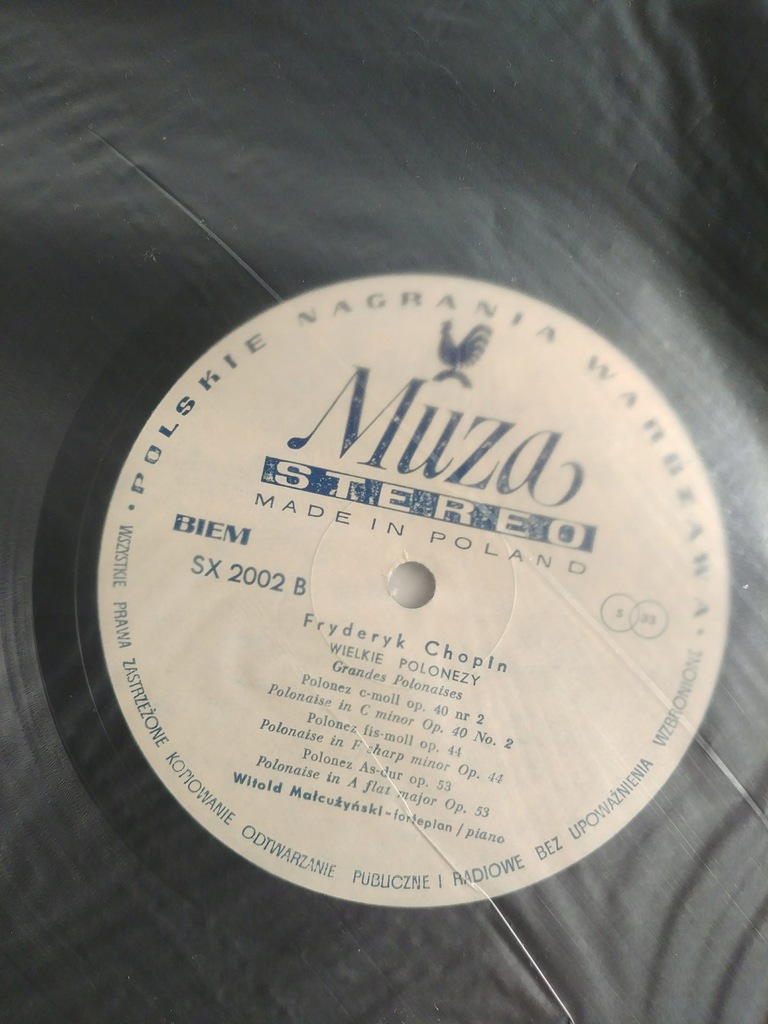 • POLSKIE NAGRANIA WARSZAWA •
Muza
STEREO
MADE IN POLAND
BIEM
SX 2002 B
S 33
Fryderyk Chopin
WIELKIE POLONEZY
Grandes Polonaises
Polonez c-moll op. 40 nr 2
Polonaise in C minor Op. 40 No. 2
Polonez fis-moll op. 44
Polonaise in F sharp minor Op. 44
Polonez As-dur op. 53
Polonaise in A flat major Op. 53
Witold Małcużyński - fortepian / piano
WSZYSTKIE PRAWA ZASTRZEŻONE KOPIOWANIE ODTWARZANIE PUBLICZNE I RADIOWE BEZ UPOWAŻNIENIA WZBRONIONE